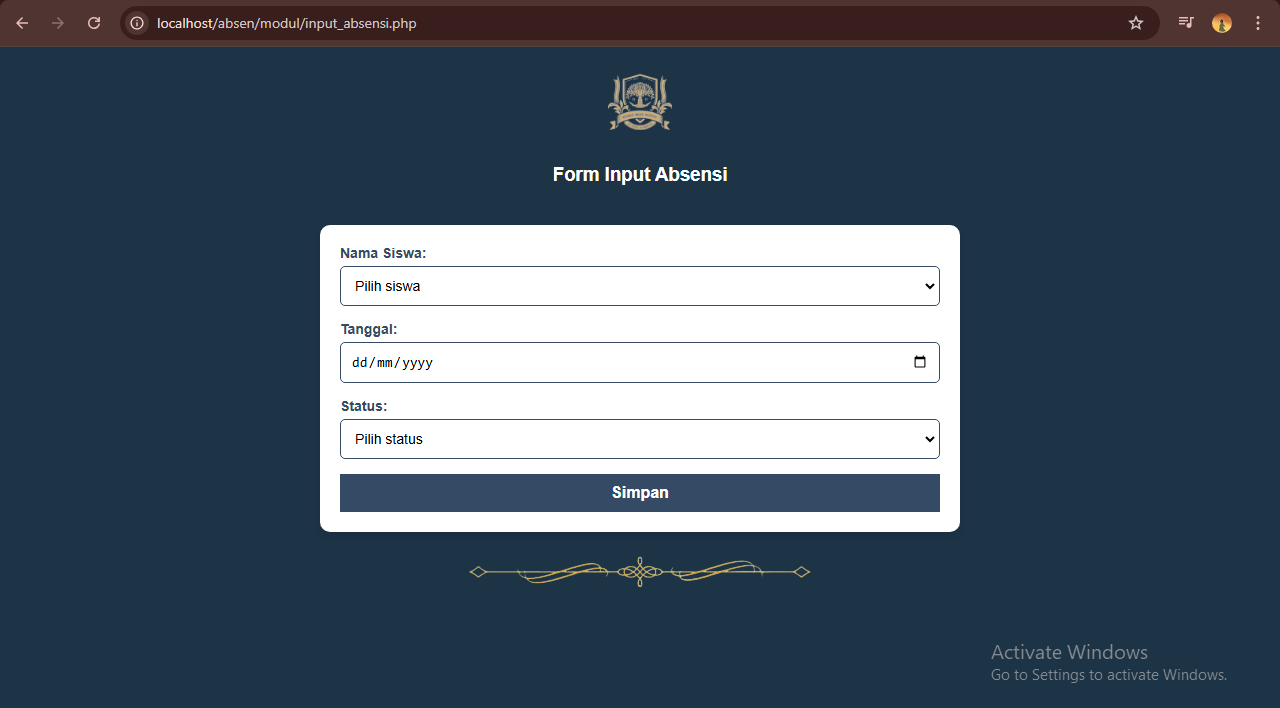 localhost/absen/modul/input_absensi.php
Form Input Absensi
Nama Siswa:
Pilih siswa
Tanggal:
dd/mm/yyyy
Status:
Pilih status
Simpan
Activate Windows
Go to Settings to activate Windows.